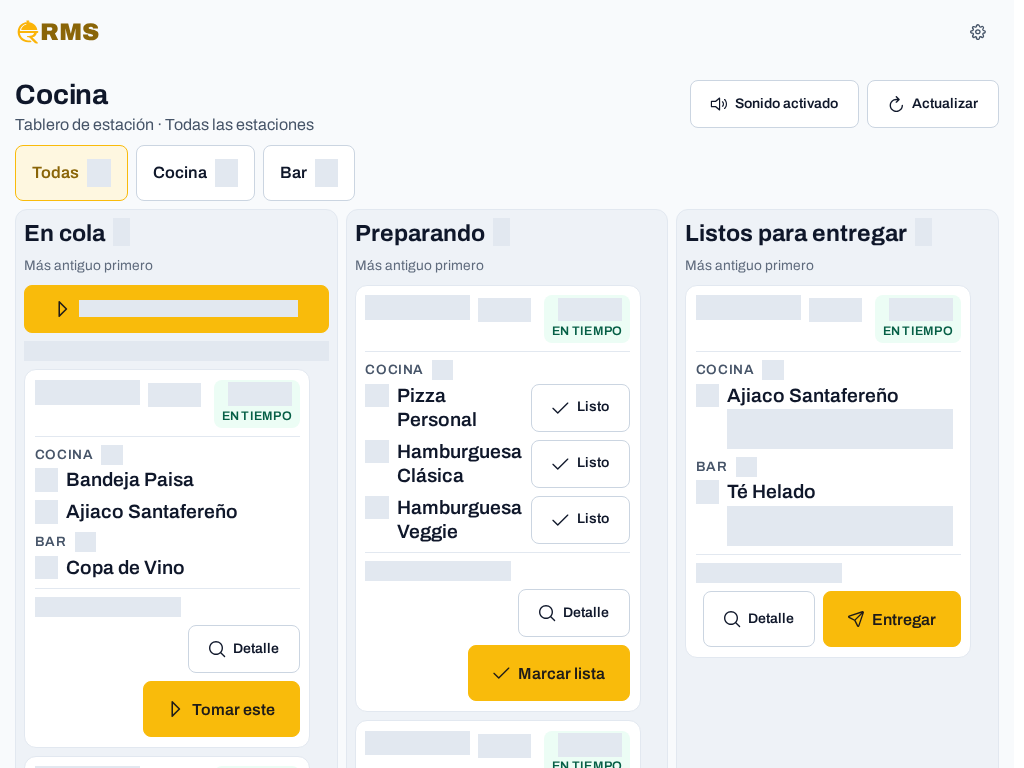 RMS
Cocina
Tablero de estación · Todas las estaciones
Sonido activado
Actualizar
Todas
Cocina
Bar
En cola
Más antiguo primero
EN TIEMPO
COCINA
Bandeja Paisa
Ajiaco Santafereño
BAR
Copa de Vino
Detalle
Tomar este
Preparando
Más antiguo primero
EN TIEMPO
COCINA
Pizza
Personal
Listo
Hamburguesa
Clásica
Listo
Hamburguesa
Veggie
Listo
Detalle
Marcar lista
EN TIEMPO
Listos para entregar
Más antiguo primero
EN TIEMPO
COCINA
Ajiaco Santafereño
BAR
Té Helado
Detalle
Entregar